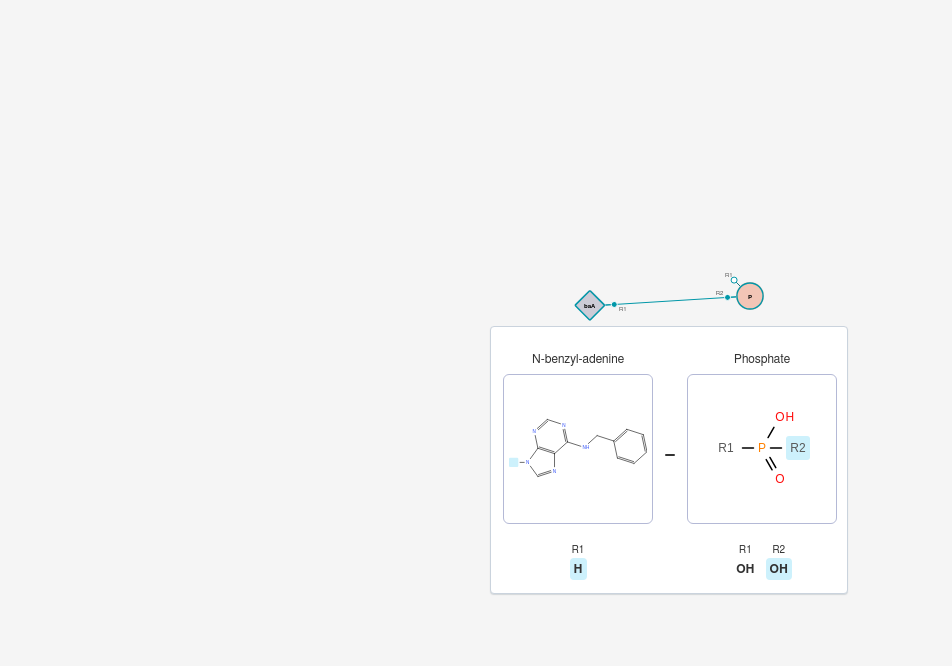 R1
R2
P
baA
R1
N-benzyl-adenine
Phosphate
OH
N
N
R1
P
R2
NH
N
N
O
R1
R1
R2
H
OH
OH